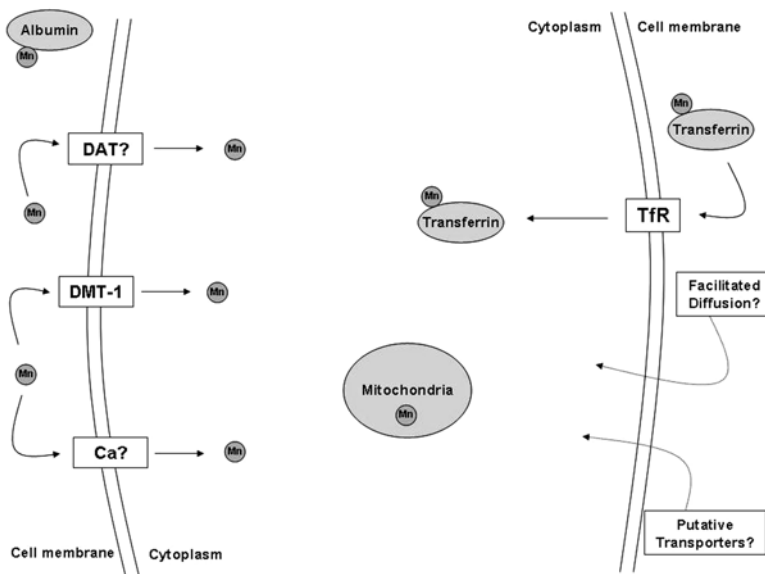 Albumin
Mn
DAT?
Mn
Mn
DMT-1
Mn
Mn
Ca?
Mn
Cell membrane
Cytoplasm
Cytoplasm
Cell membrane
Mn
Transferrin
Mn
Transferrin
TfR
Facilitated
Diffusion?
Mitochondria
Mn
Putative
Transporters?